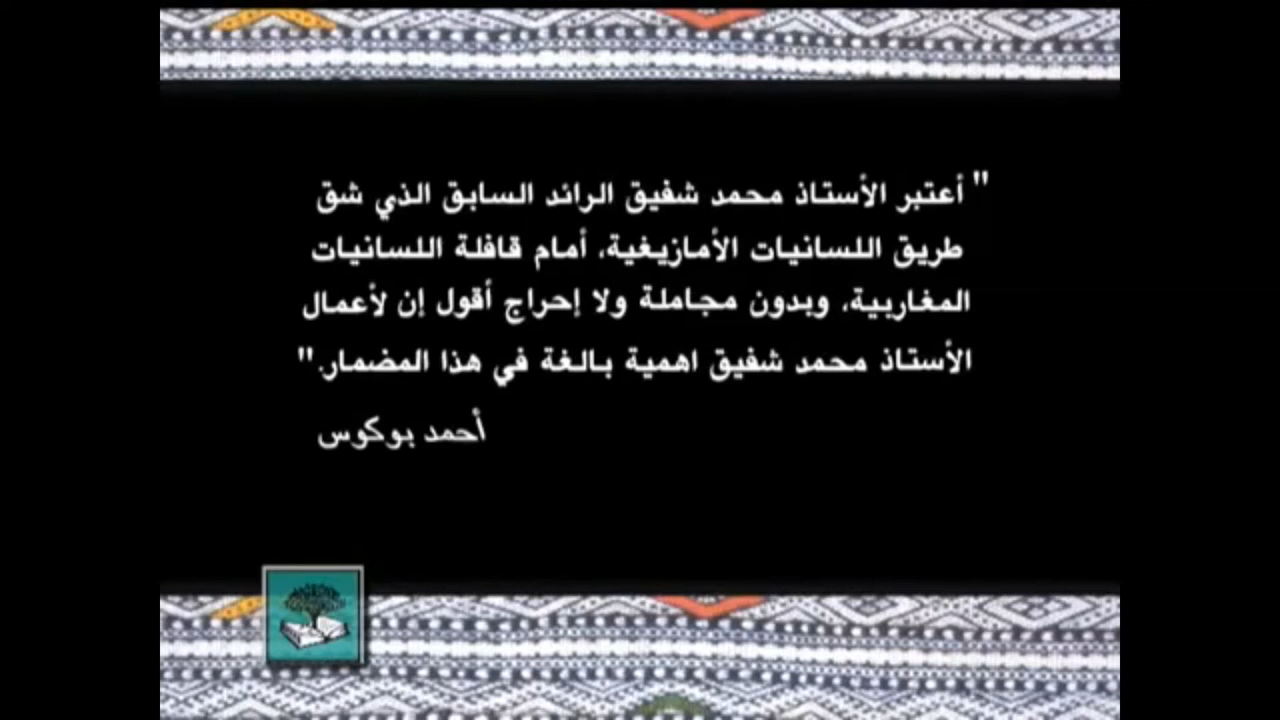 " أعتبر الأستاذ محمد شفيق الرائد السابق الذي شق
طريق اللسانيات الأمازيغية، أمام قافلة اللسانيات
المغاربية، وبدون مجاملة ولا إحراج أقول إن لأعمال
الأستاذ محمد شفيق اهمية بالغة في هذا المضمار."
أحمد بوكوس